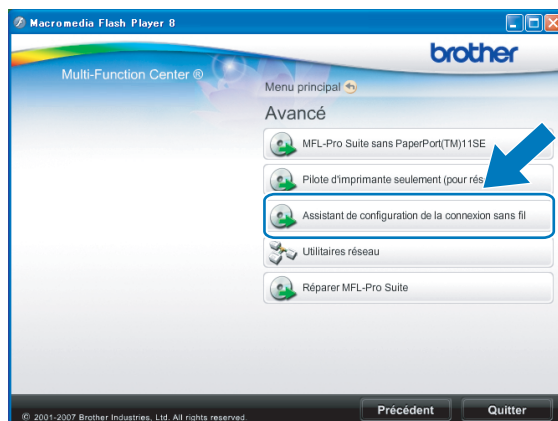 Macromedia Flash Player 8
brother
Multi-Function Center ®
Menu principal
Avancé
MFL-Pro Suite sans PaperPort(TM)11SE
Pilote d'imprimante seulement (pour rés
Assistant de configuration de la connexion sans fil
Utilitaires réseau
Réparer MFL-Pro Suite
© 2001-2007 Brother Industries, Ltd. All rights reserved.
Précédent
Quitter